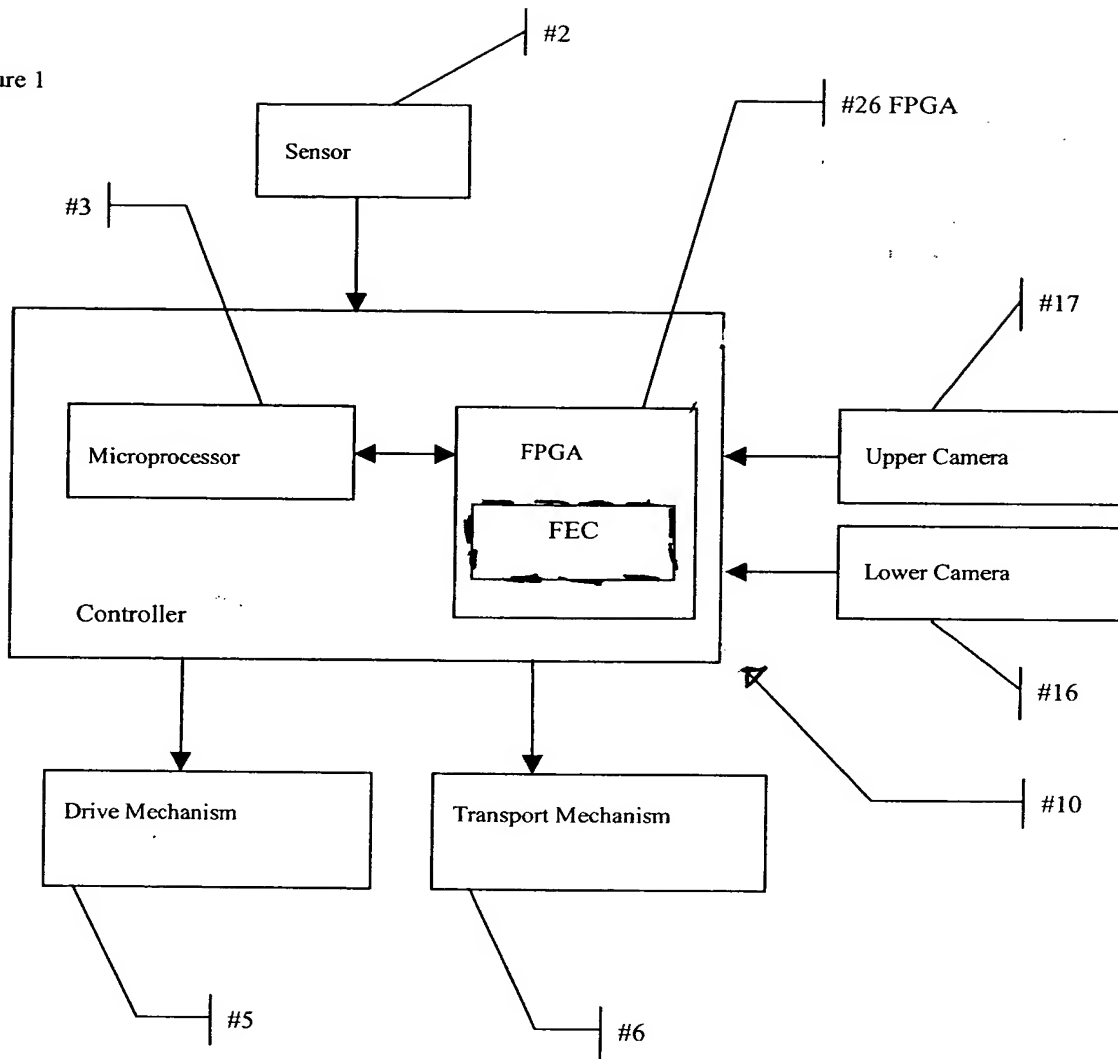 #2
ure 1
#26 FPGA
Sensor
#3
#17
Microprocessor
FPGA
Upper Camera
FEC
Lower Camera
Controller
#16
#10
Drive Mechanism
Transport Mechanism
#5
#6